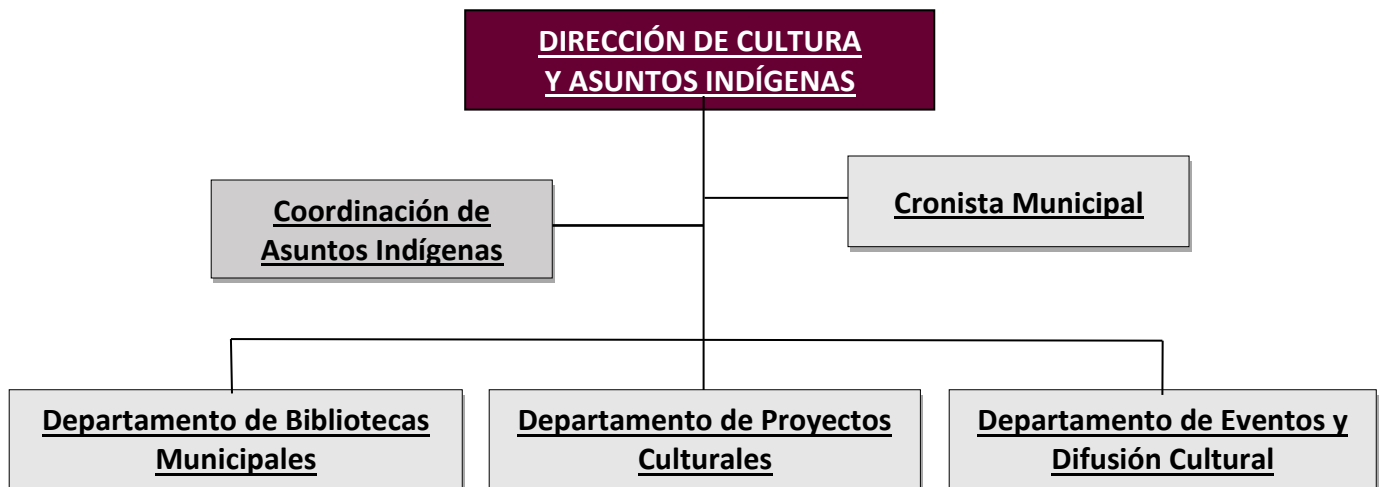 DIRECCIÓN DE CULTURA
Y ASUNTOS INDÍGENAS
Cronista Municipal
Coordinación de
Asuntos Indígenas
Departamento de Bibliotecas
Municipales
Departamento de Proyectos
Culturales
Departamento de Eventos y
Difusión Cultural